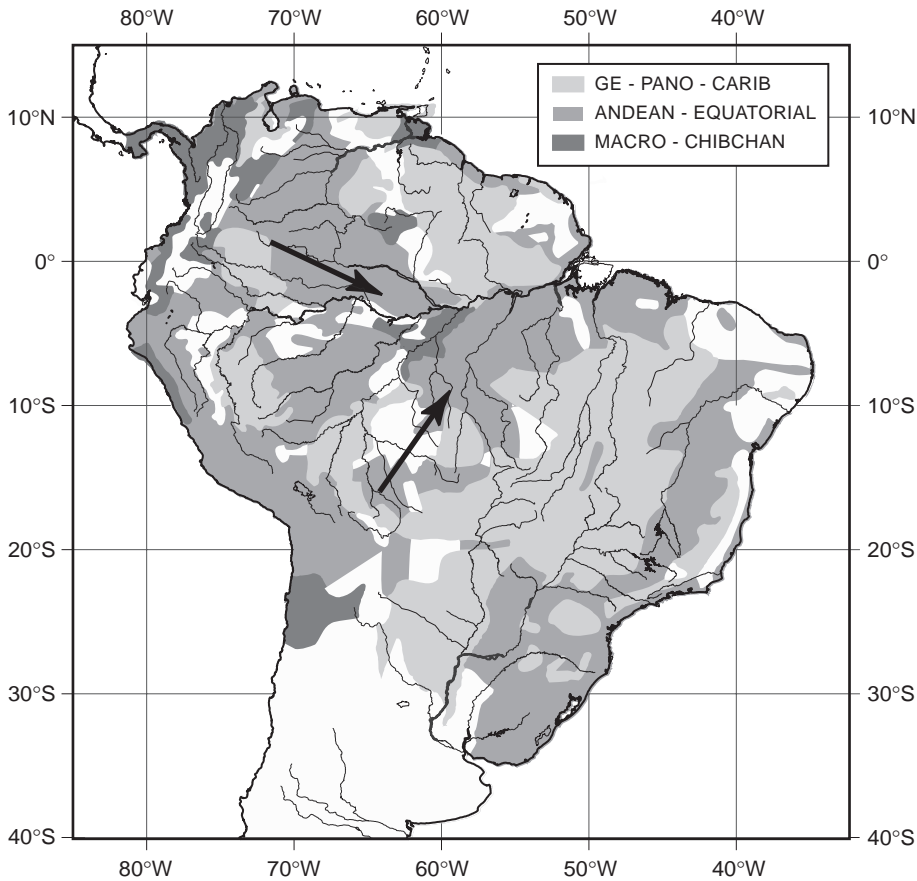 80°W 70°W 60°W 50°W 40°W
GE - PANO - CARIB
ANDEAN - EQUATORIAL
MACRO - CHIBCHAN
10°N 10°N
0° 0°
10°S 10°S
20°S 20°S
30°S 30°S
40°S 40°S
80°W 70°W 60°W 50°W 40°W